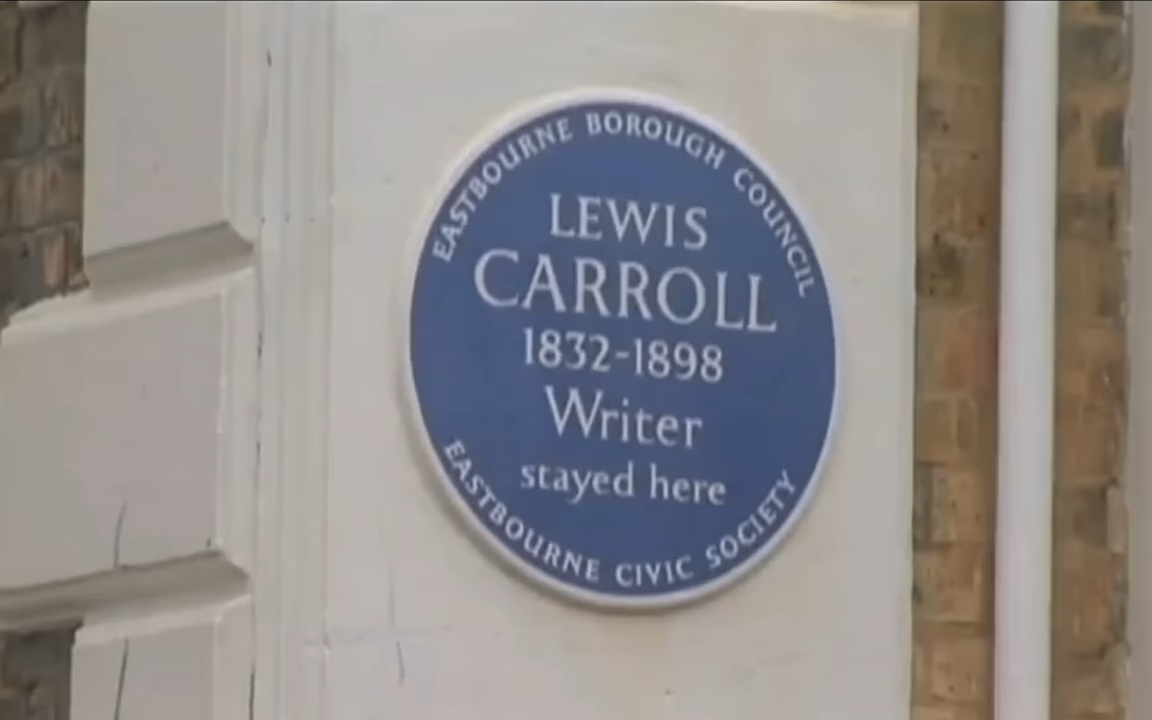 EASTBOURNE BOROUGH COUNCIL
LEWIS
CARROLL
1832-1898
Writer
stayed here
EASTBOURNE CIVIC SOCIETY